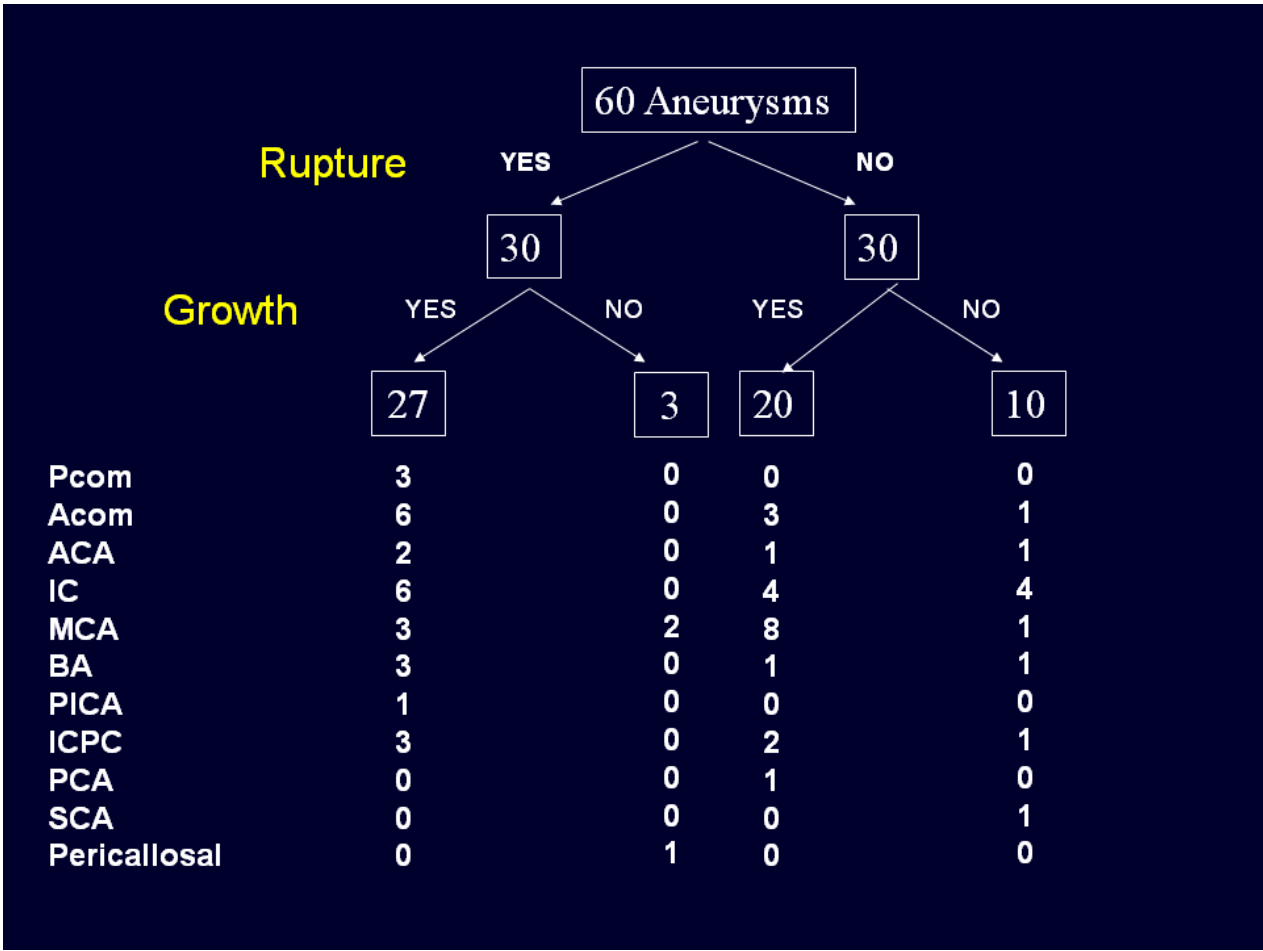 60 Aneurysms
Rupture YES NO
30 30
Growth YES NO YES NO
27 3 20 10
Pcom 3 0 0 0
Acom 6 0 3 1
ACA 2 0 1 1
IC 6 0 4 4
MCA 3 2 8 1
BA 3 0 1 1
PICA 1 0 0 0
ICPC 3 0 2 1
PCA 0 0 1 0
SCA 0 0 0 1
Pericallosal 0 1 0 0